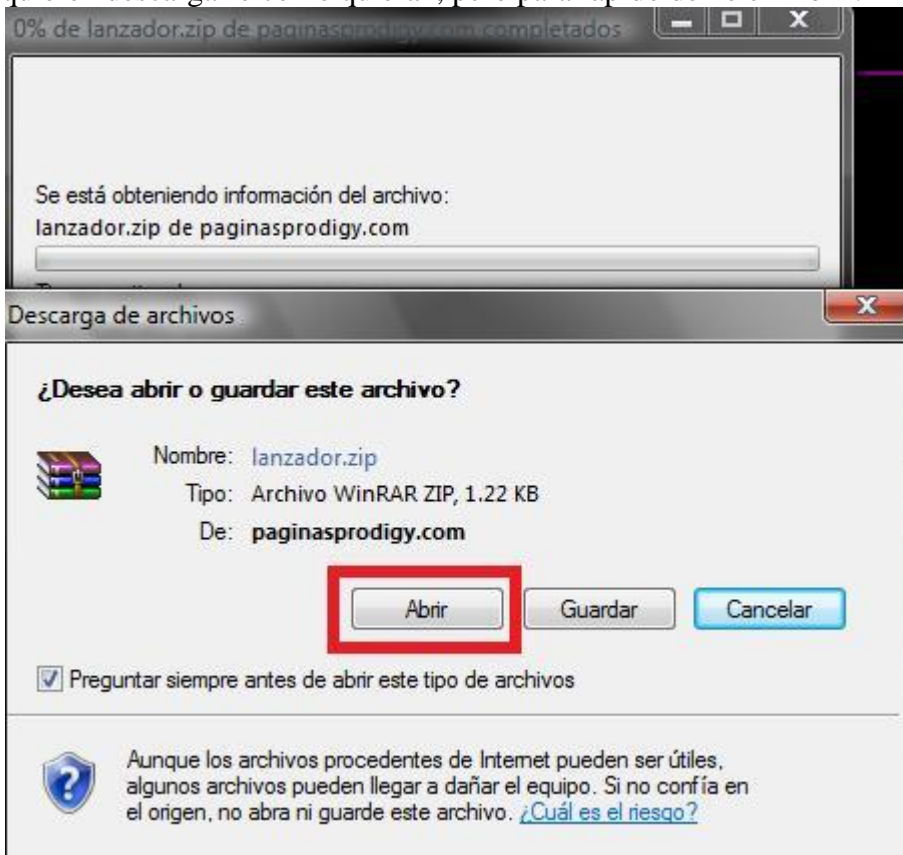 0% de lanzador.zip de paginasprodigy.com completados
Se está obteniendo información del archivo:
lanzador.zip de paginasprodigy.com
Descarga de archivos
¿Desea abrir o guardar este archivo?
Nombre: lanzador.zip
Tipo: Archivo WinRAR ZIP, 1.22 KB
De: paginasprodigy.com
Abrir Guardar Cancelar
Preguntar siempre antes de abrir este tipo de archivos
Aunque los archivos procedentes de Internet pueden ser útiles,
algunos archivos pueden llegar a dañar el equipo. Si no confía en
el origen, no abra ni guarde este archivo. ¿Cuál es el riesgo?